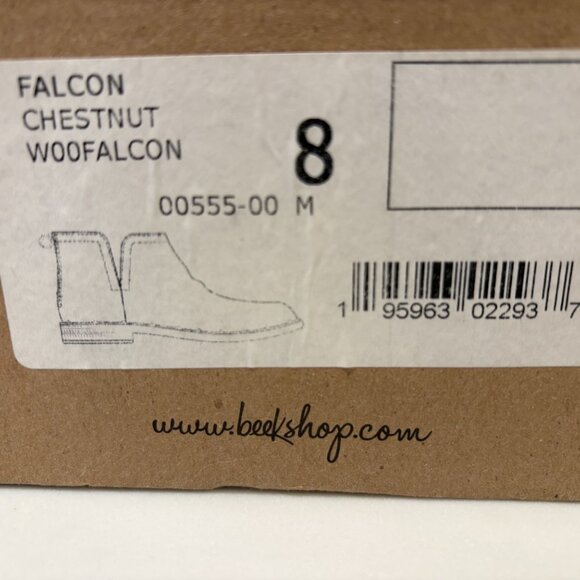 FALCON
CHESTNUT
W00FALCON
8
00555-00 M
1 95963 02293 7
www.beekshop.com